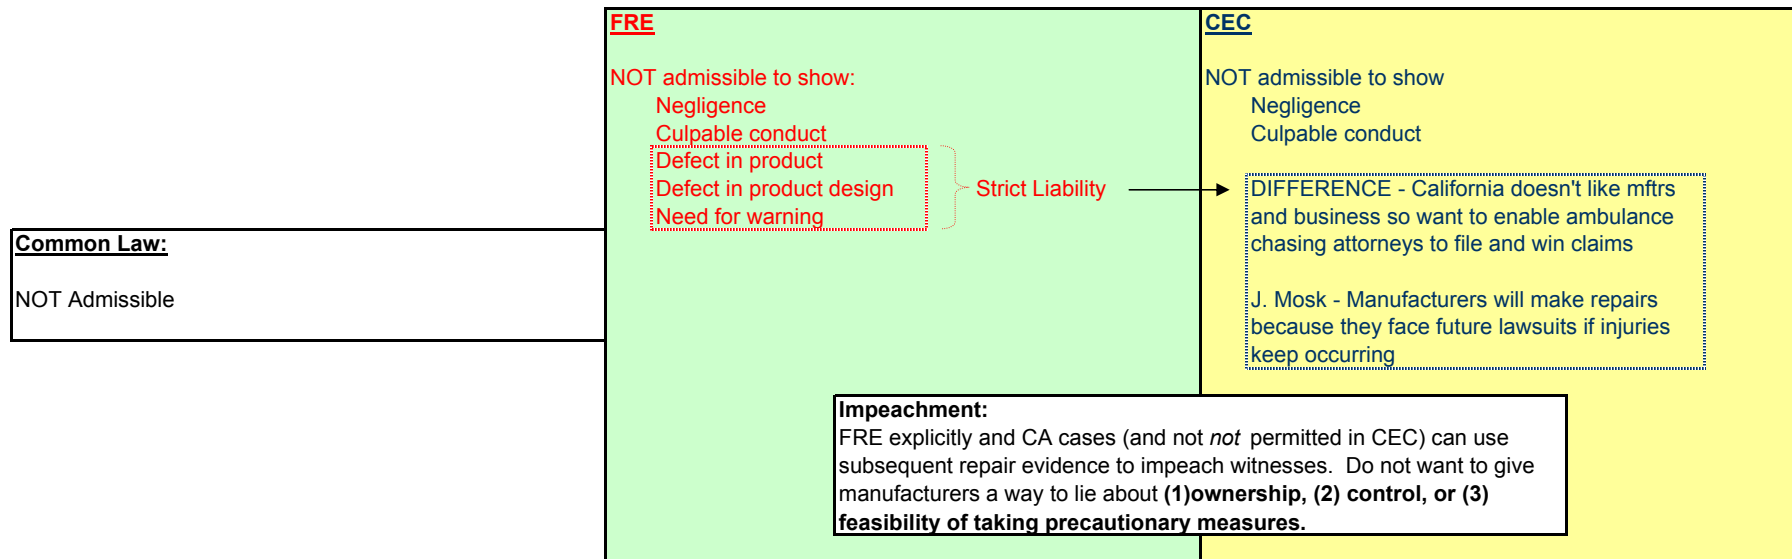 FRE
NOT admissible to show:
Negligence
Culpable conduct
Defect in product
Defect in product design
Need for warning
Strict Liability
CEC
NOT admissible to show
Negligence
Culpable conduct
DIFFERENCE - California doesn't like mftrs
and business so want to enable ambulance
chasing attorneys to file and win claims
J. Mosk - Manufacturers will make repairs
because they face future lawsuits if injuries
keep occurring
Common Law:
NOT Admissible
Impeachment:
FRE explicitly and CA cases (and not not permitted in CEC) can use
subsequent repair evidence to impeach witnesses.  Do not want to give
manufacturers a way to lie about (1)ownership, (2) control, or (3)
feasibility of taking precautionary measures.